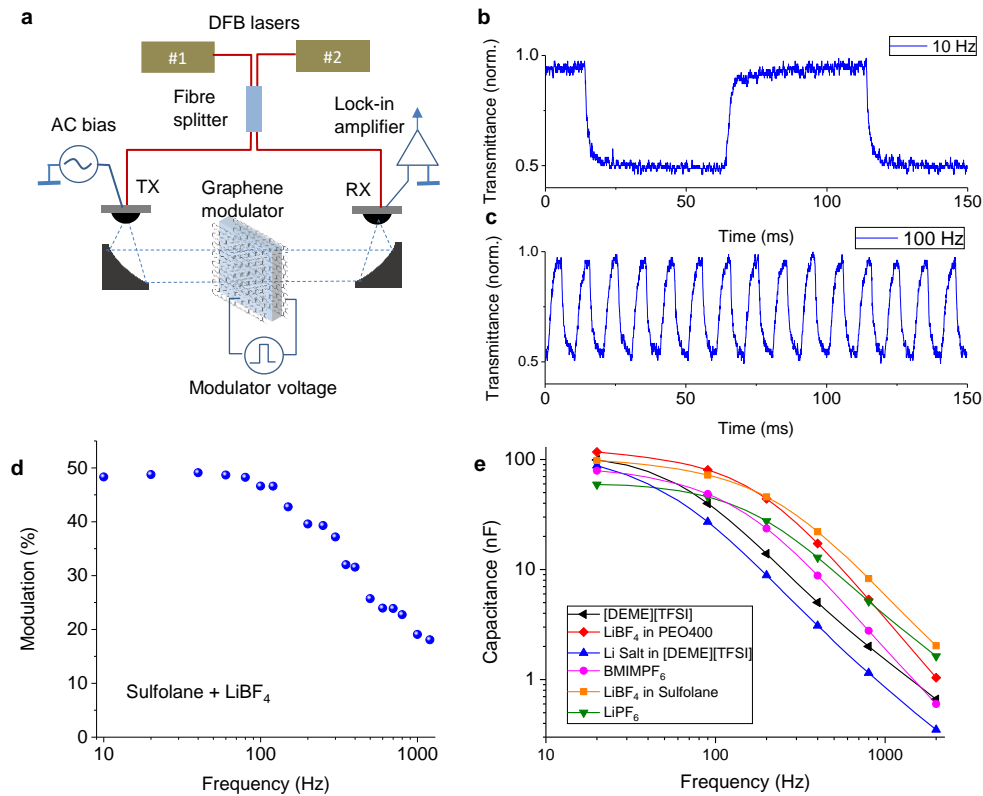 a
DFB lasers
#1
#2
Fibre
splitter
Lock-in
amplifier
AC bias
TX
RX
Graphene
modulator
Modulator voltage
b
10 Hz
Transmittance (norm.)
1.0
0.5
0
50
100
150
Time (ms)
c
100 Hz
Transmittance (norm.)
1.0
0.5
0
50
100
150
Time (ms)
d
Modulation (%)
50
40
30
20
10
0
Sulfolane + LiBF4
10
100
1000
Frequency (Hz)
e
Capacitance (nF)
100
10
1
[DEME][TFSI]
LiBF4 in PEO400
Li Salt in [DEME][TFSI]
BMIMPF6
LiBF4 in Sulfolane
LiPF6
10
100
1000
Frequency (Hz)